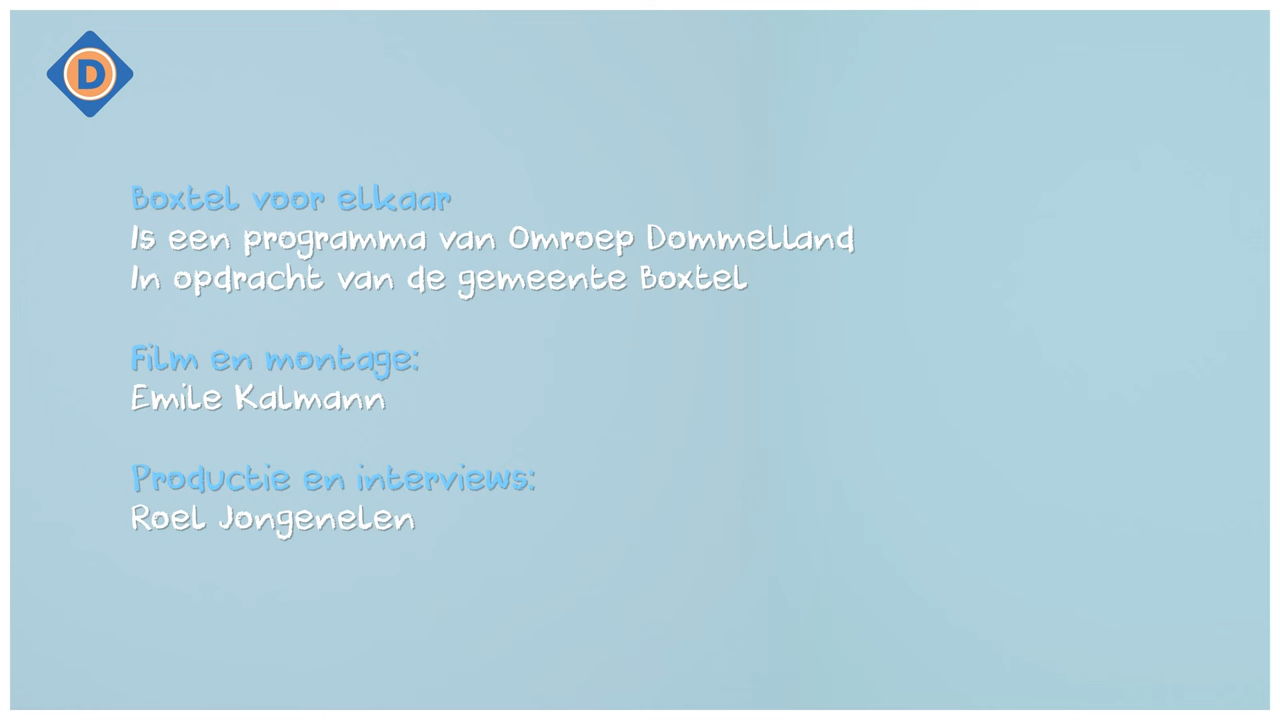 D
Boxtel voor elkaar
Is een programma van Omroep Dommelland
In opdracht van de gemeente Boxtel
Film en montage:
Emile Kalmann
Productie en interviews:
Roel Jongenelen